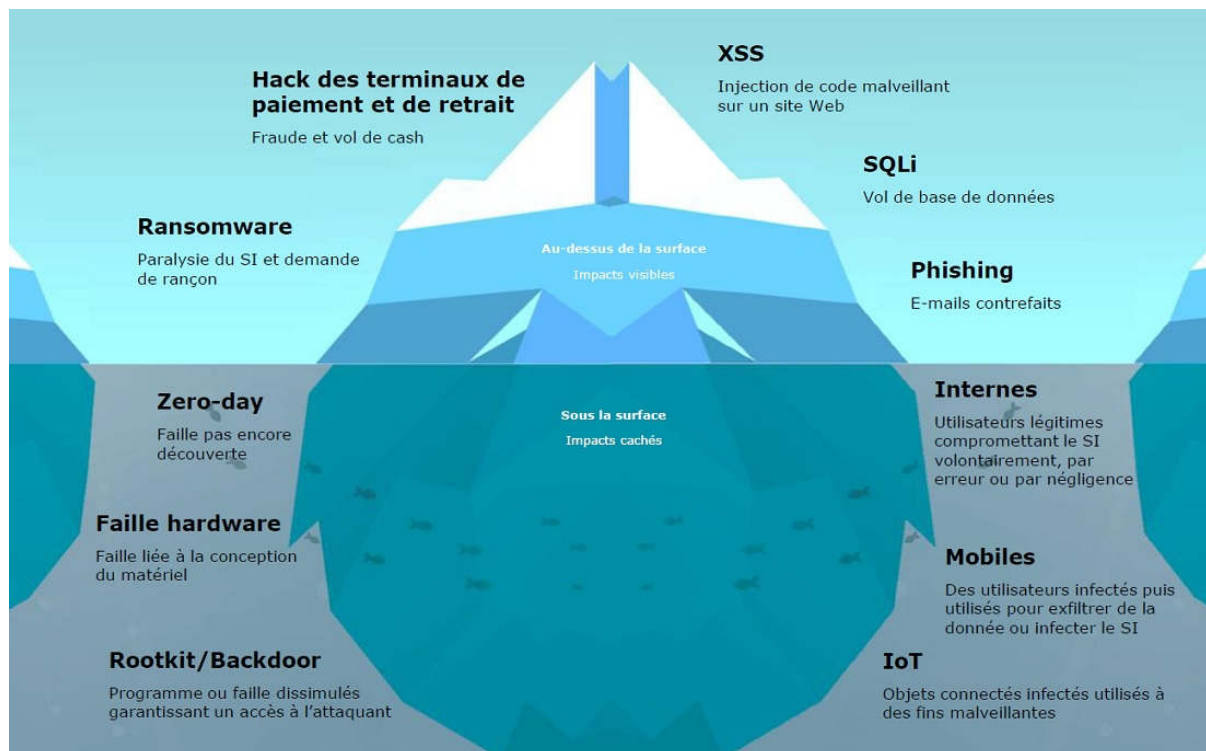 Hack des terminaux de
paiement et de retrait
Fraude et vol de cash
XSS
Injection de code malveillant
sur un site Web
SQLi
Vol de base de données
Ransomware
Paralysie du SI et demande
de rançon
Au-dessus de la surface
Impacts visibles
Phishing
E-mails contrefaits
Zero-day
Faille pas encore
découverte
Sous la surface
Impacts cachés
Internes
Utilisateurs légitimes
compromettant le SI
volontairement, par
erreur ou par négligence
Faille hardware
Faille liée à la conception
du matériel
Mobiles
Des utilisateurs infectés puis
utilisés pour exfiltrer de la
donnée ou infecter le SI
Rootkit/Backdoor
Programme ou faille dissimulés
garantissant un accès à l’attaquant
IoT
Objets connectés infectés utilisés à
des fins malveillantes